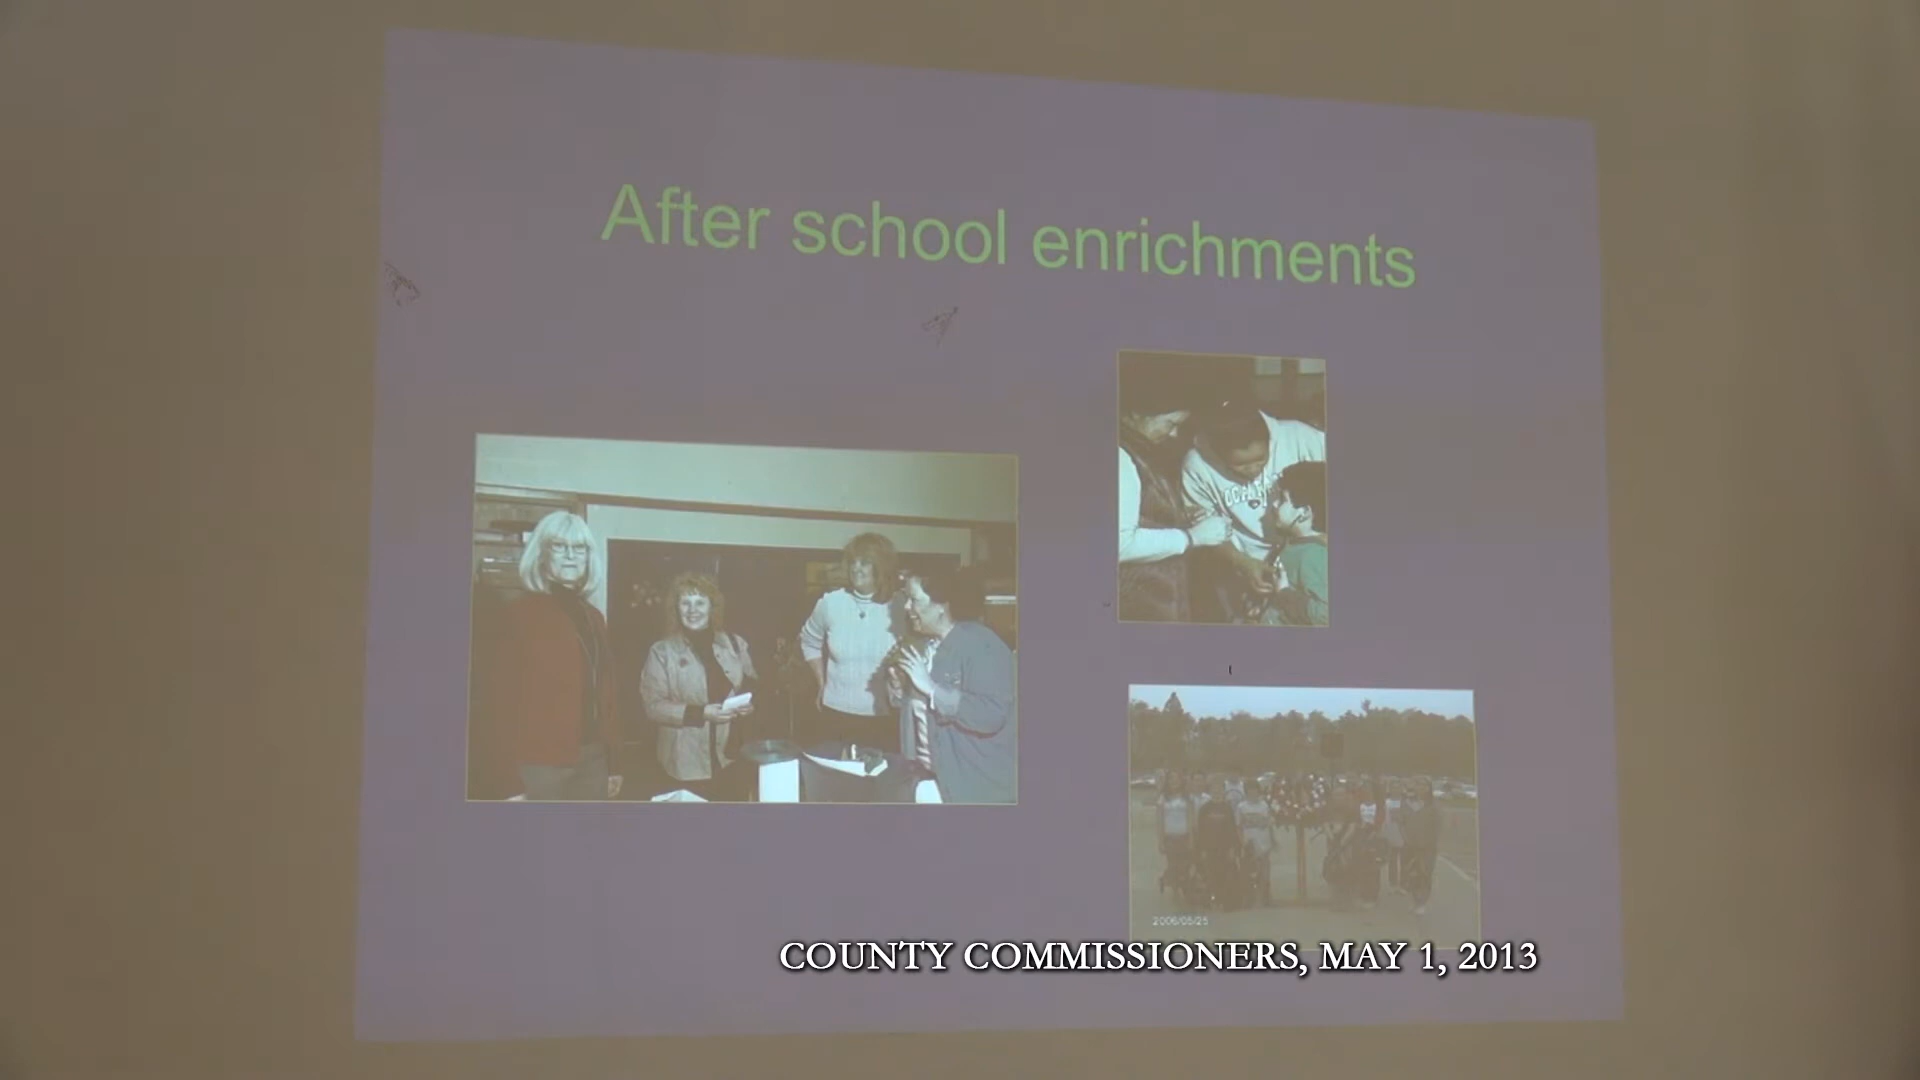 After school enrichments
2006/05/25
COUNTY COMMISSIONERS, MAY 1, 2013